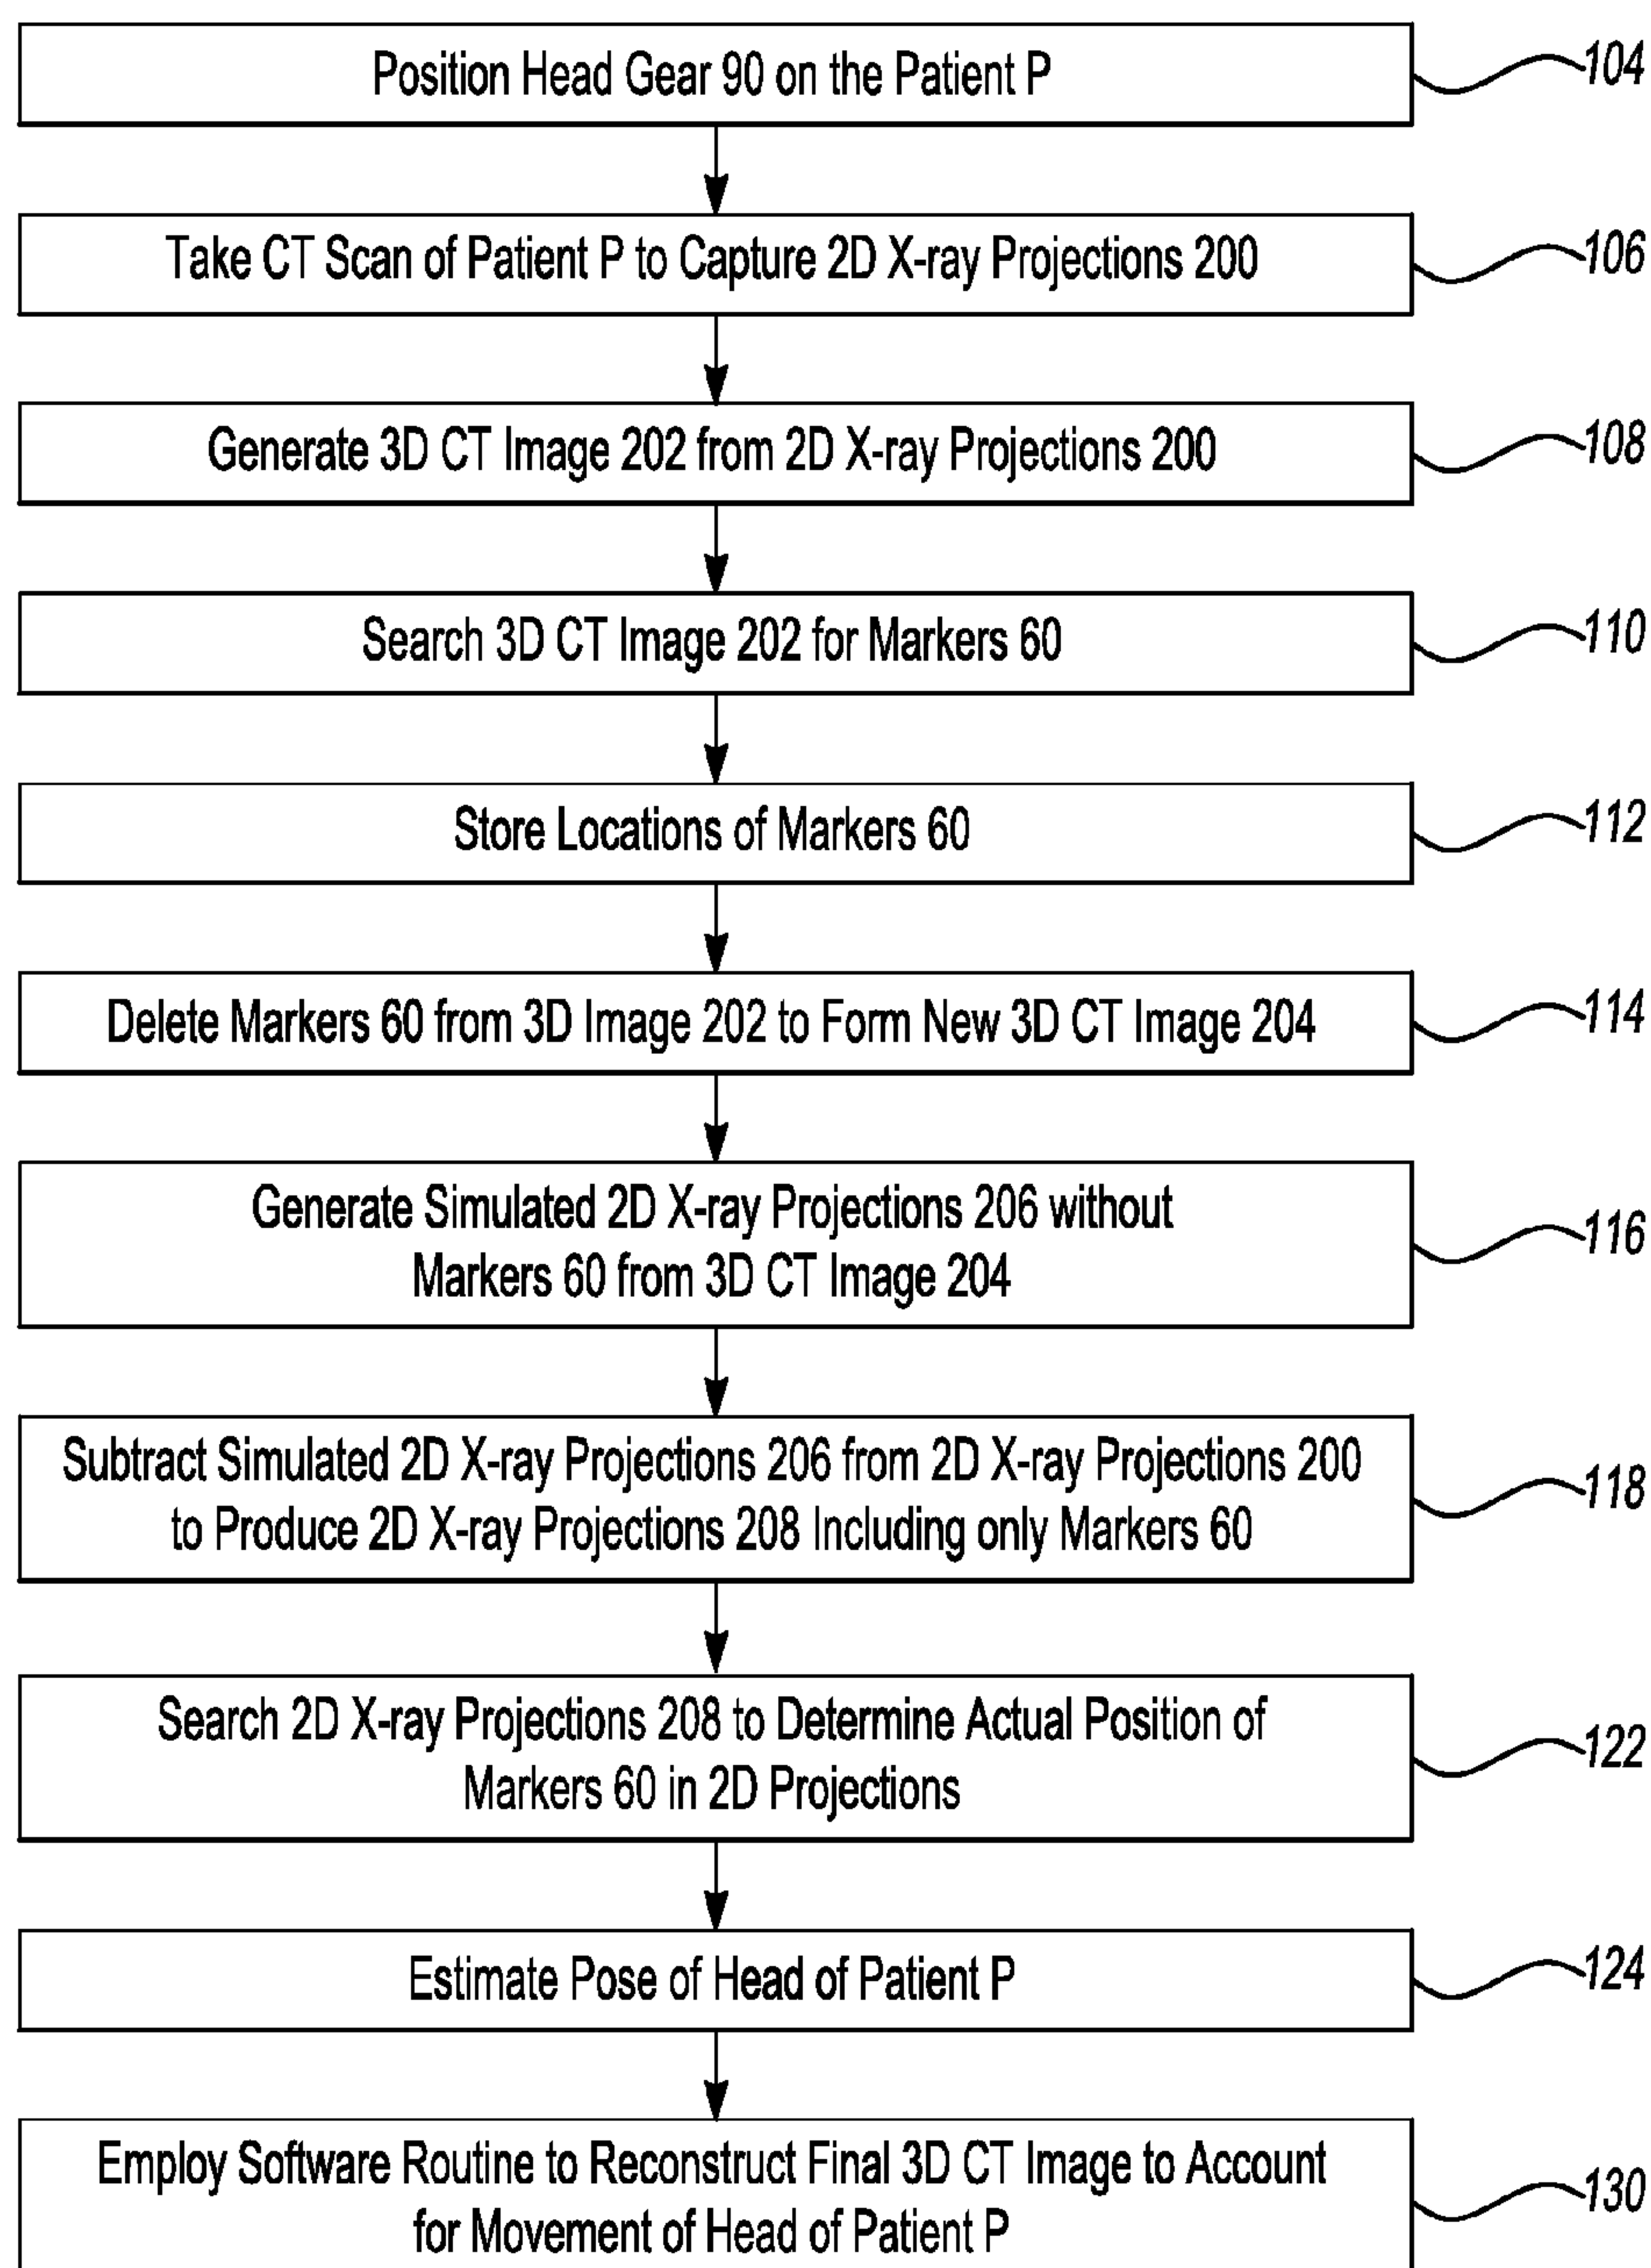 Position Head Gear 90 on the Patient P
104
Take CT Scan of Patient P to Capture 2D X-ray Projections 200
106
Generate 3D CT Image 202 from 2D X-ray Projections 200
108
Search 3D CT Image 202 for Markers 60
110
Store Locations of Markers 60
112
Delete Markers 60 from 3D Image 202 to Form New 3D CT Image 204
114
Generate Simulated 2D X-ray Projections 206 without
Markers 60 from 3D CT Image 204
116
Subtract Simulated 2D X-ray Projections 206 from 2D X-ray Projections 200
to Produce 2D X-ray Projections 208 Including only Markers 60
118
Search 2D X-ray Projections 208 to Determine Actual Position of
Markers 60 in 2D Projections
122
Estimate Pose of Head of Patient P
124
Employ Software Routine to Reconstruct Final 3D CT Image to Account
for Movement of Head of Patient P
130